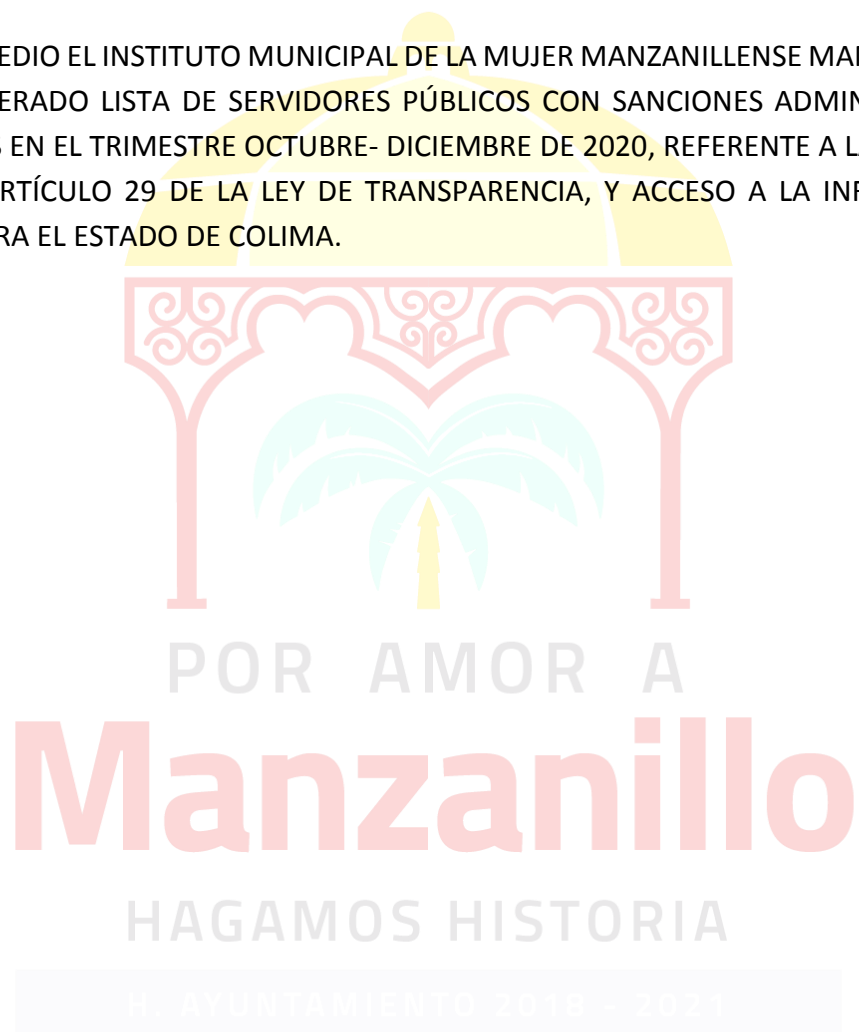 EDIO EL INSTITUTO MUNICIPAL DE LA MUJER MANZANILLENSE
ERADO LISTA DE SERVIDORES PÚBLICOS CON SANCIONES ADMIN
EN EL TRIMESTRE OCTUBRE- DICIEMBRE DE 2020, REFERENTE A
RTÍCULO 29 DE LA LEY DE TRANSPARENCIA, Y ACCESO A LA
RA EL ESTADO DE COLIMA.
POR AMOR A
Manzanillo
HAGAMOS HISTORIA
H. AYUNTAMIENTO 2018 - 2021